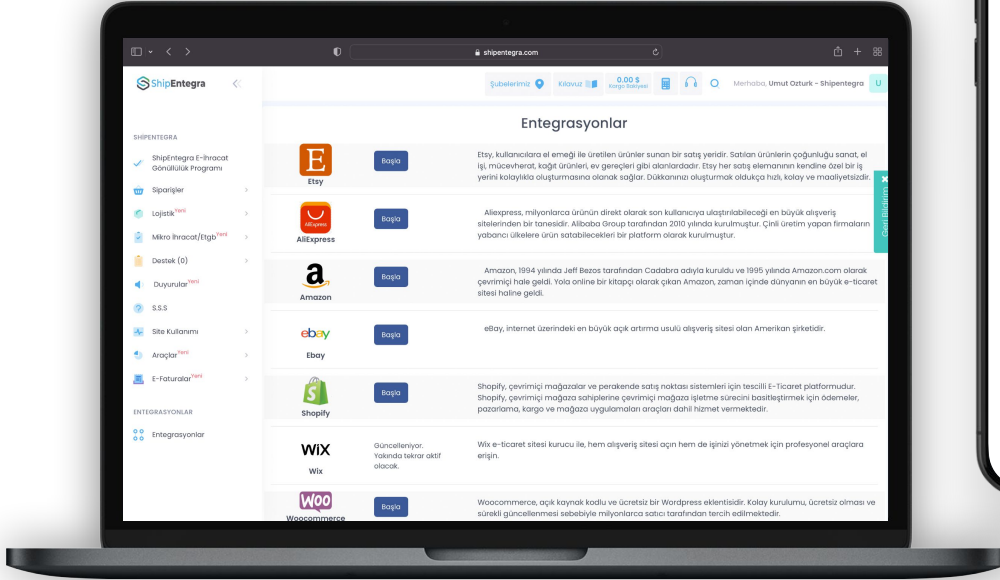 shipentegra.com
ShipEntegra
Şubelerimiz
Kılavuz
0.00 $
Kargo Bakiyesi
Merhaba, Umut Ozturk - Shipentegra
U
SHİPENTEGRA
ShipEntegra E-İhracat
Gönüllülük Programı
Siparişler
Lojistik Yeni
Mikro İhracat/Etgb Yeni
Destek (0)
Duyurular Yeni
S.S.S
Site Kullanımı
Araçlar Yeni
E-Faturalar Yeni
ENTEGRASYONLAR
Entegrasyonlar
Entegrasyonlar
E
Etsy
Başla
Etsy, kullanıcılara el emeği ile üretilen ürünler sunan bir satış yeridir. Satılan ürünlerin çoğunluğu sanat, el
işi, mücevherat, kağıt ürünleri, ev gereçleri gibi alanlardadır. Etsy her satış elemanının kendine özel bir iş
yerini kolaylıkla oluşturmasına olanak sağlar. Dükkanınızı oluşturmak oldukça hızlı, kolay ve maaliyetsizdir.
AliExpress
AliExpress
Başla
Aliexpress, milyonlarca ürünün direkt olarak son kullanıcıya ulaştırılabileceği en büyük alışveriş
sitelerinden bir tanesidir. Alibaba Group tarafından 2010 yılında kurulmuştur. Çinli üretim yapan firmaların
yabancı ülkelere ürün satabilecekleri bir platform olarak kurulmuştur.
Geri Bildirim
a
Amazon
Başla
Amazon, 1994 yılında Jeff Bezos tarafından Cadabra adıyla kuruldu ve 1995 yılında Amazon.com olarak
çevrimiçi hale geldi. Yola online bir kitapçı olarak çıkan Amazon, zaman içinde dünyanın en büyük e-ticaret
sitesi haline geldi.
ebay
Ebay
Başla
eBay, internet üzerindeki en büyük açık artırma usulü alışveriş sitesi olan Amerikan şirketidir.
S
Shopify
Başla
Shopify, çevrimiçi mağazalar ve perakende satış noktası sistemleri için tescilli E-Ticaret platformudur.
Shopify, çevrimiçi mağaza sahiplerine çevrimiçi mağaza işletme sürecini basitleştirmek için ödemeler,
pazarlama, kargo ve mağaza uygulamaları araçları dahil hizmet vermektedir.
WiX
Wix
Güncelleniyor.
Yakında tekrar aktif
olacak.
Wix e-ticaret sitesi kurucu ile, hem alışveriş sitesi açın hem de işinizi yönetmek için profesyonel araçlara
erişin.
WOO
Woocommerce
Başla
Woocommerce, açık kaynak kodlu ve ücretsiz bir Wordpress eklentisidir. Kolay kurulumu, ücretsiz olması ve
sürekli güncellenmesi sebebiyle milyonlarca satıcı tarafından tercih edilmektedir.